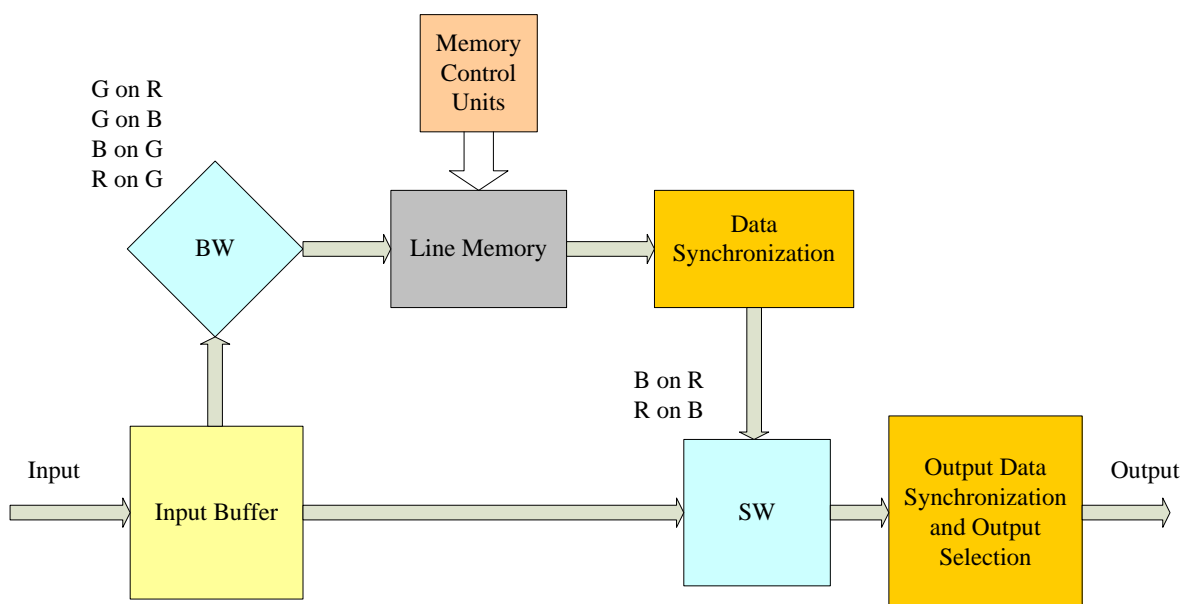 Memory
Control
Units
G on R
G on B
B on G
R on G
BW
Line Memory
Data
Synchronization
B on R
R on B
Input
Input Buffer
SW
Output Data
Synchronization
and Output
Selection
Output